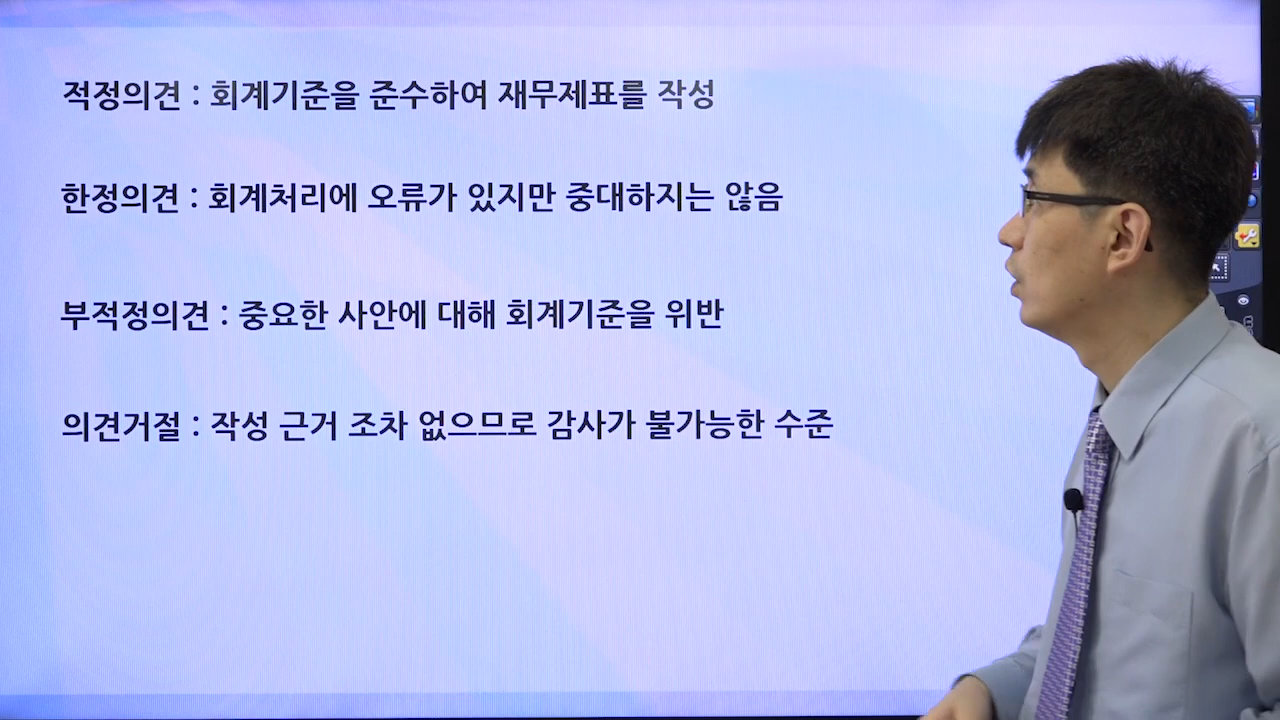 적정의견 : 회계기준을 준수하여 재무제표를 작성
한정의견 : 회계처리에 오류가 있지만 중대하지는 않음
부적정의견 : 중요한 사안에 대해 회계기준을 위반
의견거절 : 작성 근거 조차 없으므로 감사가 불가능한 수준